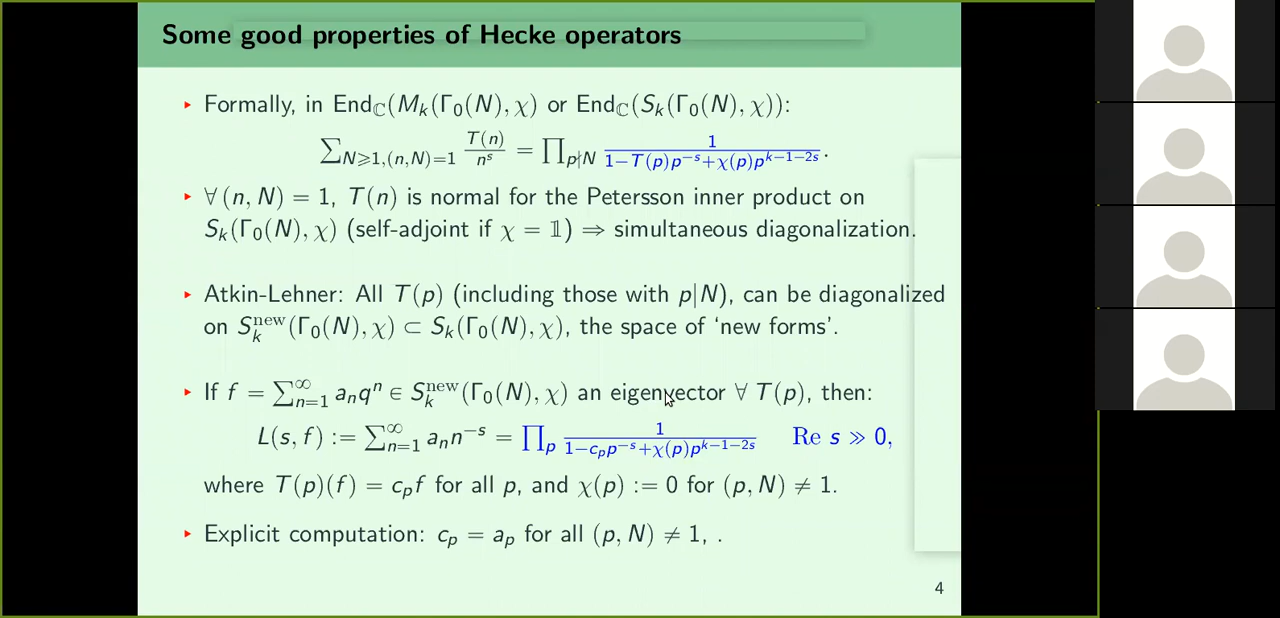 Some good properties of Hecke operators
▸ Formally, in End_ℂ(M_k(Γ_0(N), χ) or End_ℂ(S_k(Γ_0(N), χ)):
∑_{N⩾1,(n,N)=1} T(n)/n^s = ∏_{p∤N} 1/(1−T(p)p^{−s}+χ(p)p^{k−1−2s}).
▸ ∀ (n, N) = 1, T(n) is normal for the Petersson inner product on
S_k(Γ_0(N), χ) (self-adjoint if χ = 𝟙) ⇒ simultaneous diagonalization.
▸ Atkin-Lehner: All T(p) (including those with p|N), can be diagonalized
on S_k^{new}(Γ_0(N), χ) ⊂ S_k(Γ_0(N), χ), the space of ‘new forms’.
▸ If f = ∑_{n=1}^∞ a_n q^n ∈ S_k^{new}(Γ_0(N), χ) an eigenvector ∀ T(p), then:
L(s, f) := ∑_{n=1}^∞ a_n n^{−s} = ∏_p 1/(1−c_p p^{−s}+χ(p)p^{k−1−2s}) Re s ≫ 0,
where T(p)(f) = c_p f for all p, and χ(p) := 0 for (p, N) ≠ 1.
▸ Explicit computation: c_p = a_p for all (p, N) ≠ 1, .
4